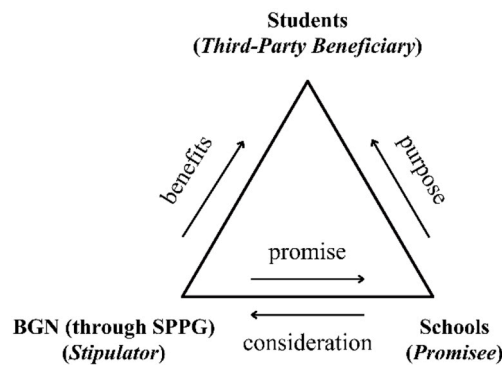 Students
(Third-Party Beneficiary)
benefits
purpose
promise
BGN (through SPPG)
(Stipulator)
consideration
Schools
(Promisee)